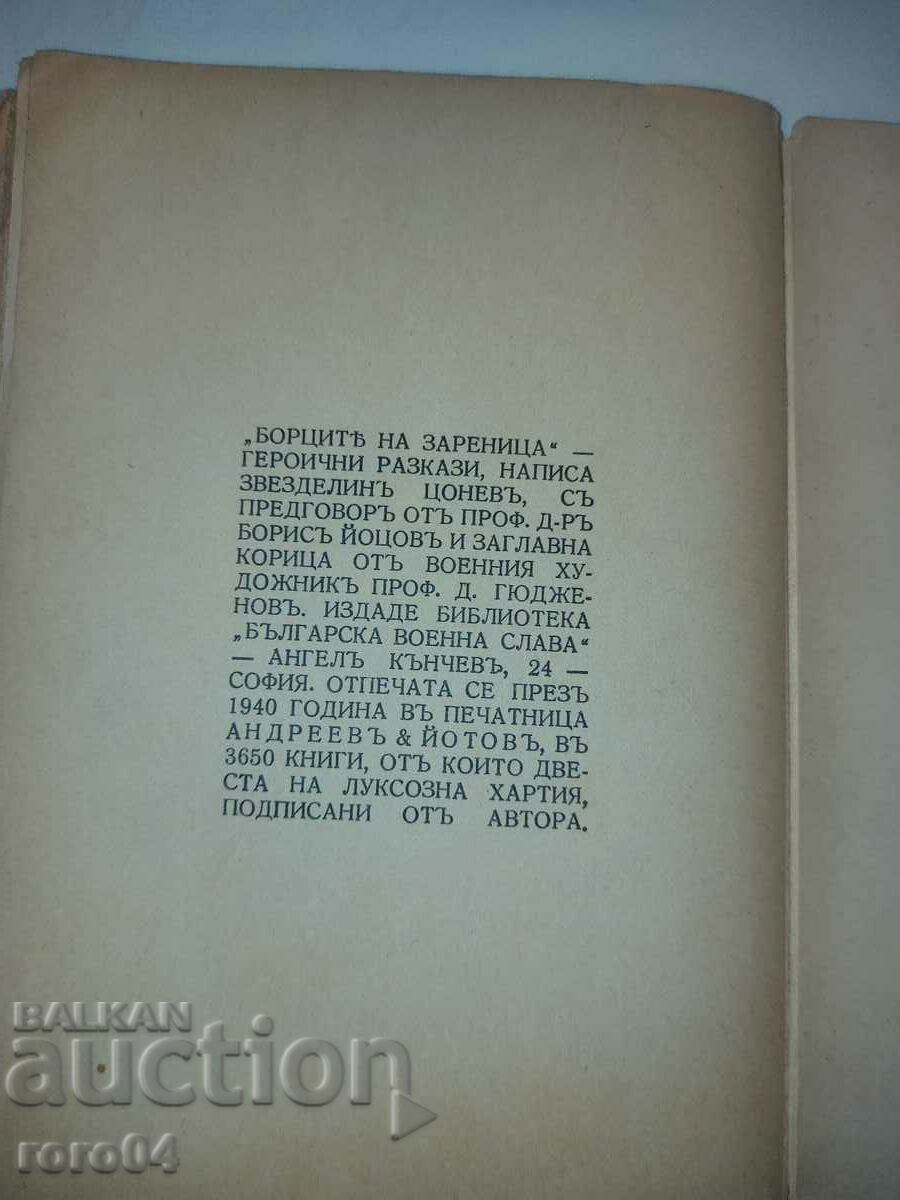 „БОРЦИТѢ НА ЗАРЕНИЦА“ —
ГЕРОИЧНИ РАЗКАЗИ, НАПИСА
ЗВЕЗДЕЛИНЪ ЦОНЕВЪ, СЪ
ПРЕДГОВОРЪ ОТЪ ПРОФ. Д-РЪ
БОРИСЪ ЙОЦОВЪ И ЗАГЛАВНА
КОРИЦА ОТЪ ВОЕННИЯ ХУ-
ДОЖНИКЪ ПРОФ. Д. ГЮДЖЕ-
НОВЪ. ИЗДАДЕ БИБЛИОТЕКА
„БЪЛГАРСКА ВОЕННА СЛАВА“
— АНГЕЛЪ КЪНЧЕВЪ, 24 —
СОФИЯ. ОТПЕЧАТА СЕ ПРЕЗЪ
1940 ГОДИНА ВЪ ПЕЧАТНИЦА
АНДРЕЕВЪ & ЙОТОВЪ, ВЪ
3650 КНИГИ, ОТЪ КОИТО ДВЕ-
СТА НА ЛУКСОЗНА ХАРТИЯ,
ПОДПИСАНИ ОТЪ АВТОРА.
BALKAN
auction
roro04